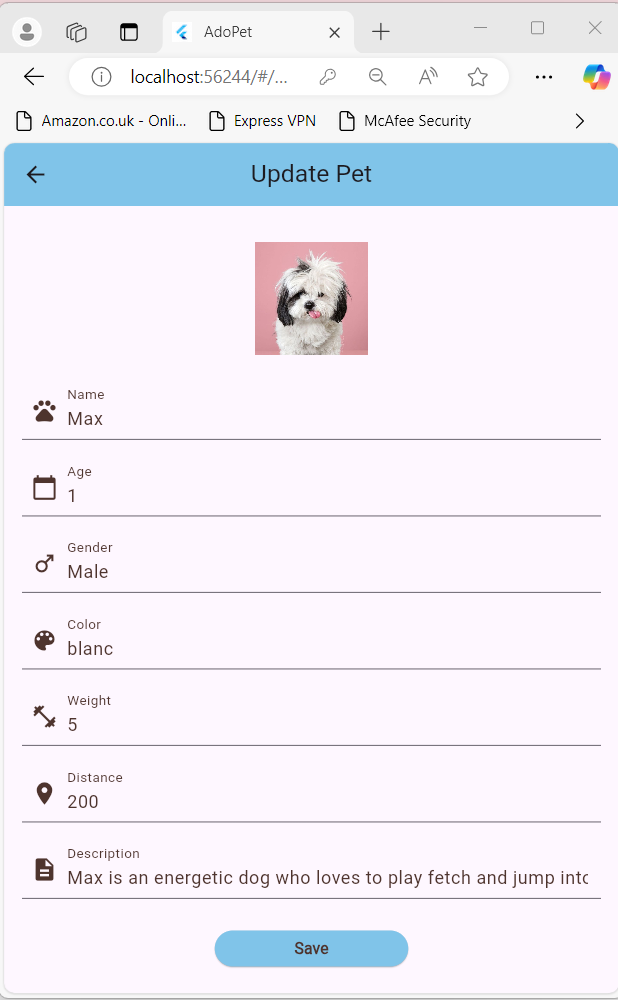 AdoPet
localhost:56244/#/...
Amazon.co.uk - Onli... Express VPN McAfee Security
Update Pet
Name
Max
Age
1
Gender
Male
Color
blanc
Weight
5
Distance
200
Description
Max is an energetic dog who loves to play fetch and jump into
Save